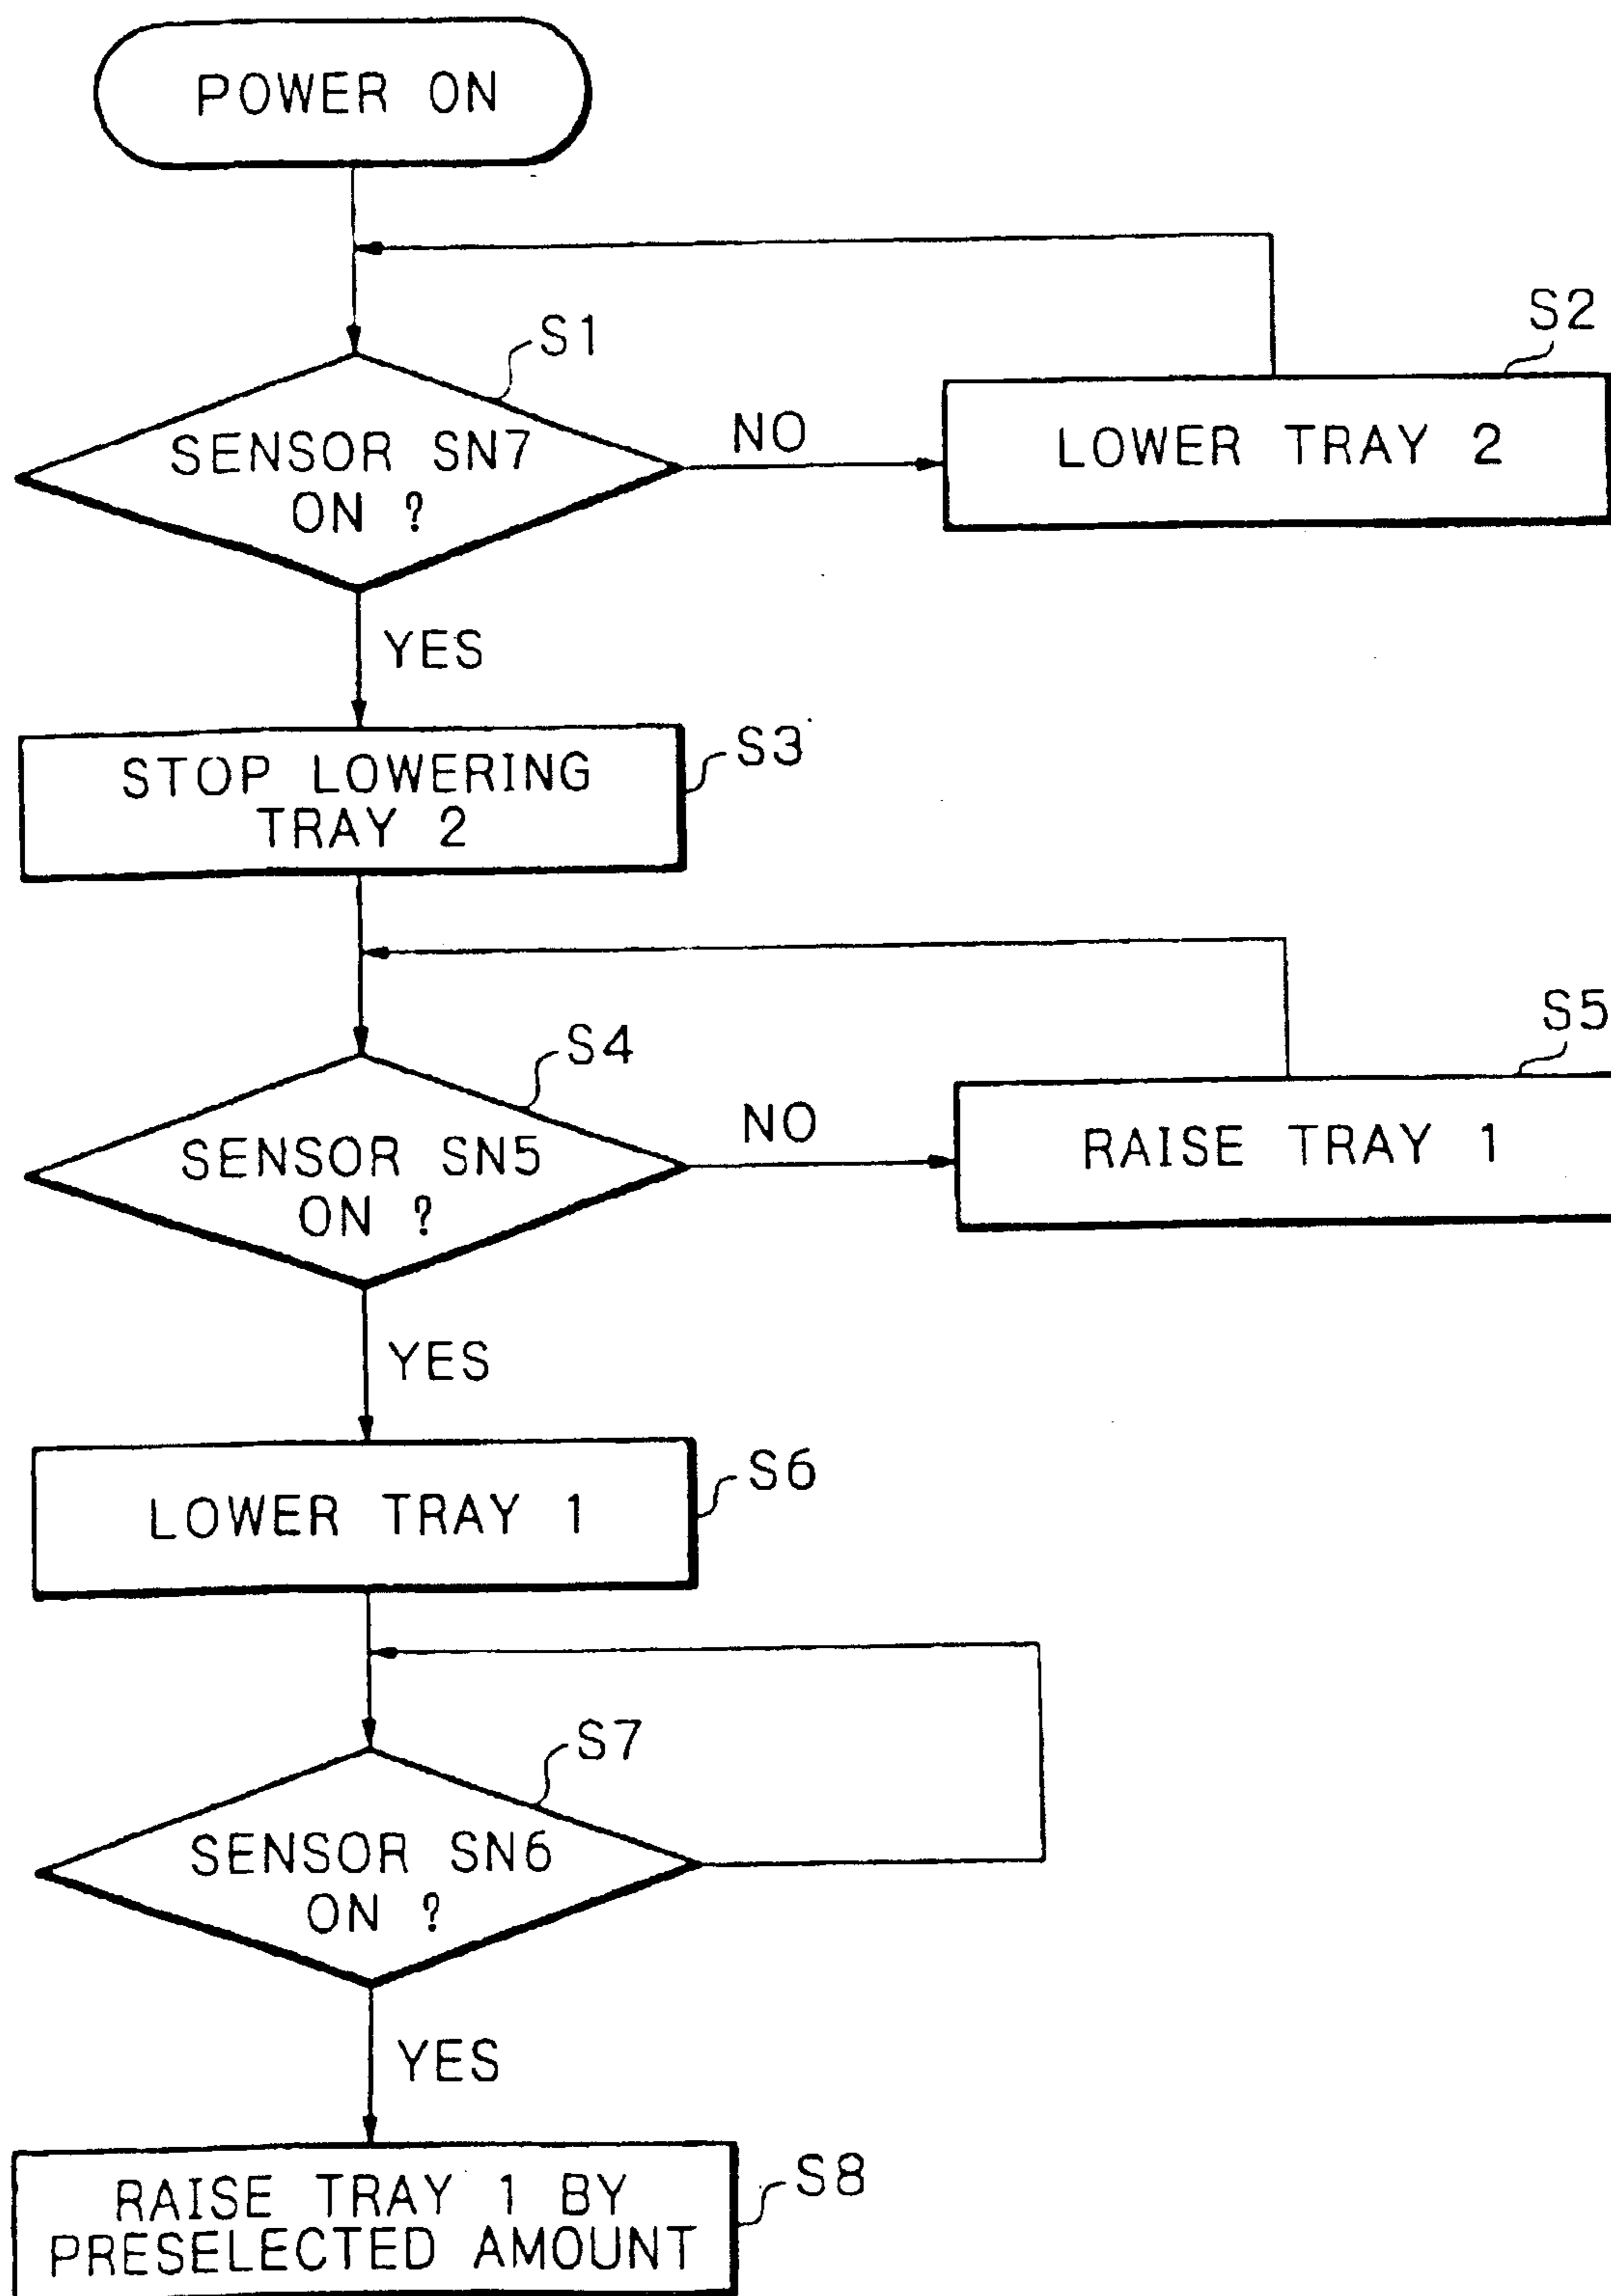 POWER ON
S1
S2
SENSOR SN7
ON ?
NO
LOWER TRAY 2
YES
STOP LOWERING
TRAY 2
S3
S4
S5
SENSOR SN5
ON ?
NO
RAISE TRAY 1
YES
LOWER TRAY 1
S6
S7
SENSOR SN6
ON ?
YES
RAISE TRAY 1 BY
PRESELECTED AMOUNT
S8